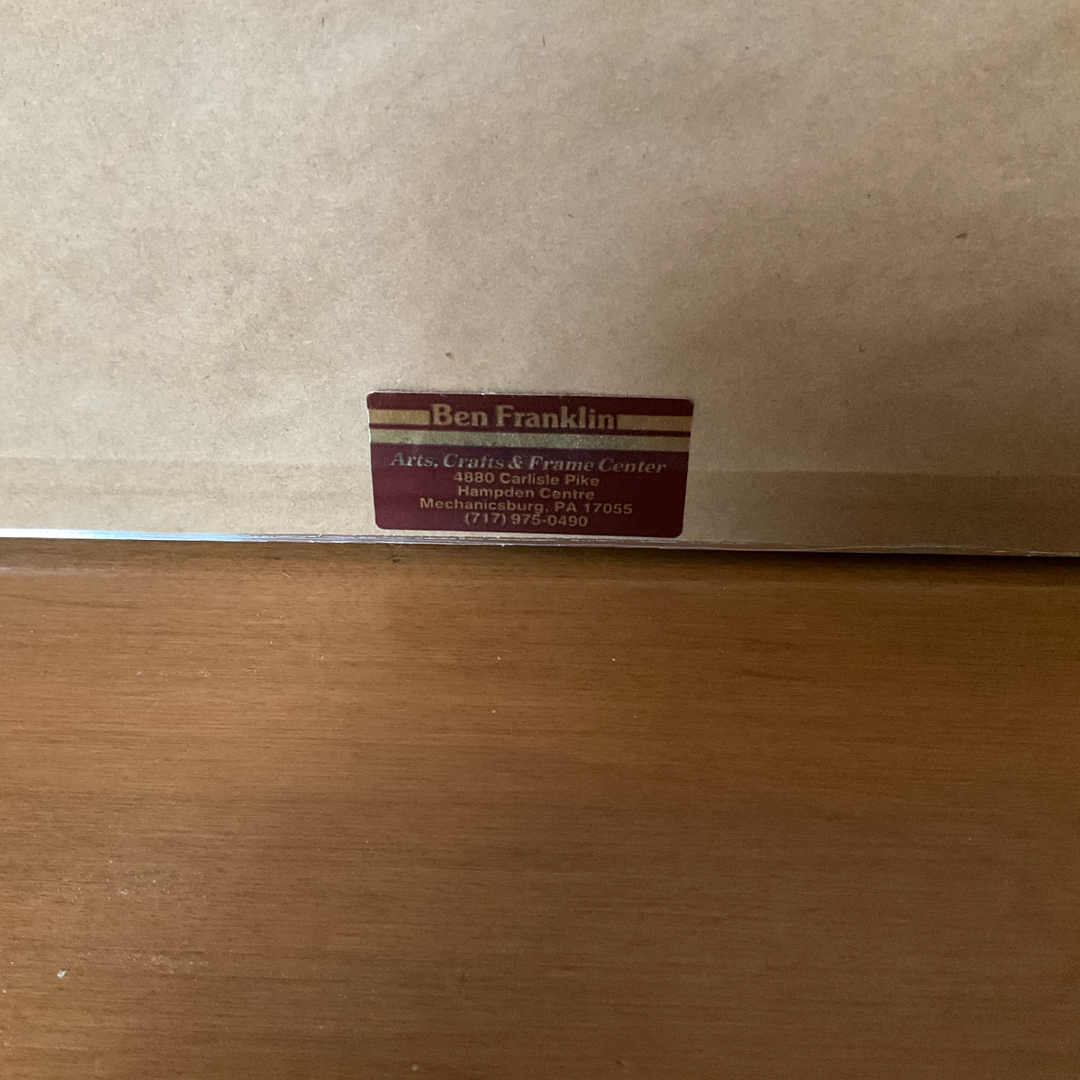 Ben Franklin
Arts, Crafts & Frame Center
4880 Carlisle Pike
Hampden Centre
Mechanicsburg, PA 17055
(717) 975-0490